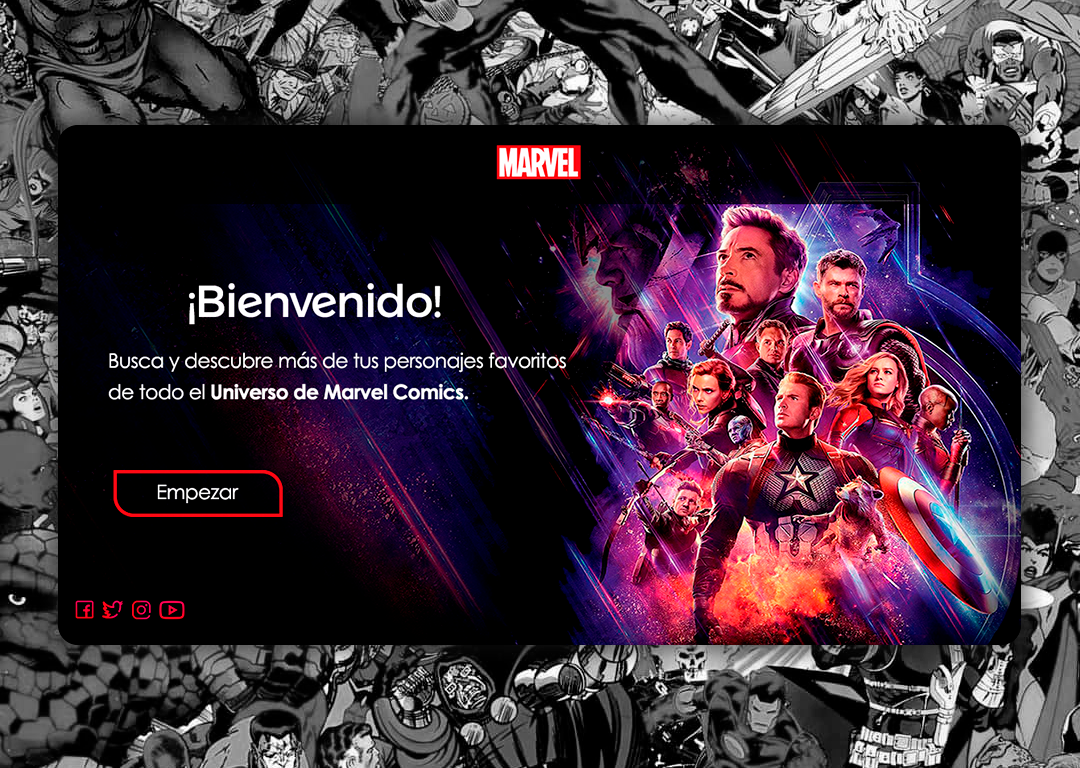 MARVEL
¡Bienvenido!
Busca y descubre más de tus personajes favoritos
de todo el Universo de Marvel Comics.
Empezar